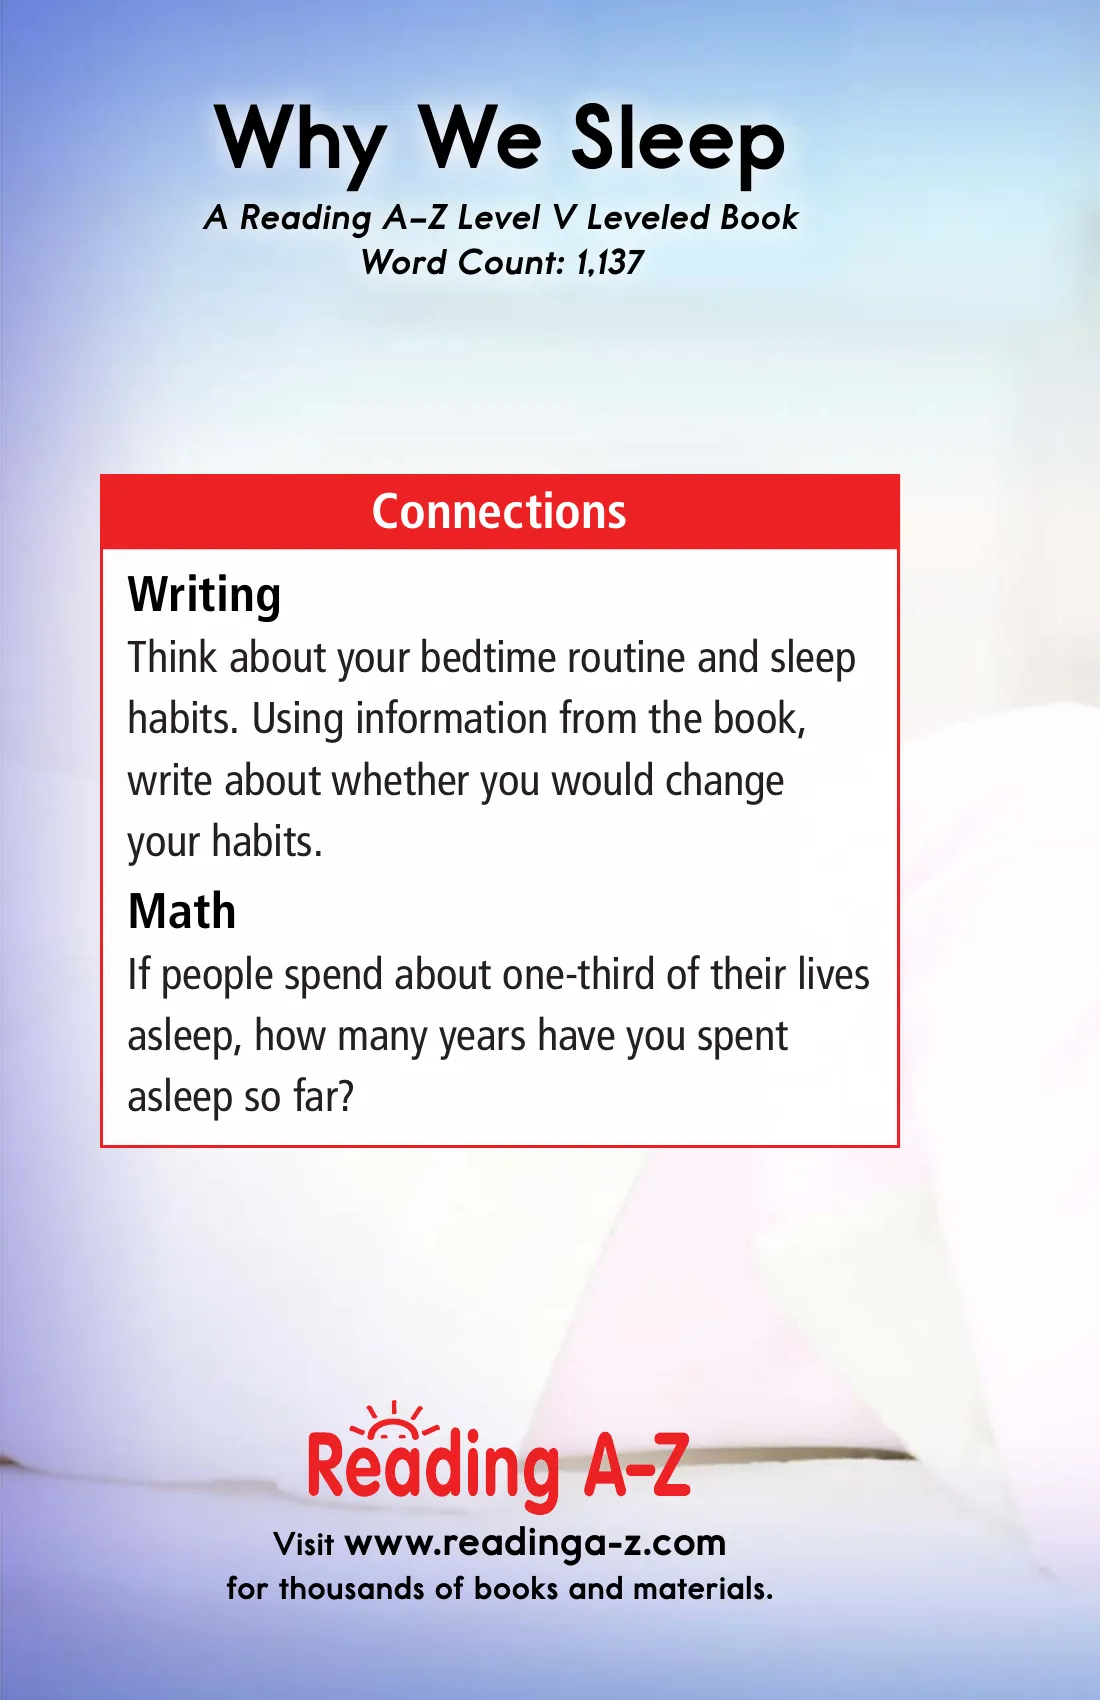 Why We Sleep
A Reading A–Z Level V Leveled Book
Word Count: 1,137
Connections
Writing
Think about your bedtime routine and sleep
habits. Using information from the book,
write about whether you would change
your habits.
Math
If people spend about one-third of their lives
asleep, how many years have you spent
asleep so far?
Reading A–Z
Visit www.readinga-z.com
for thousands of books and materials.